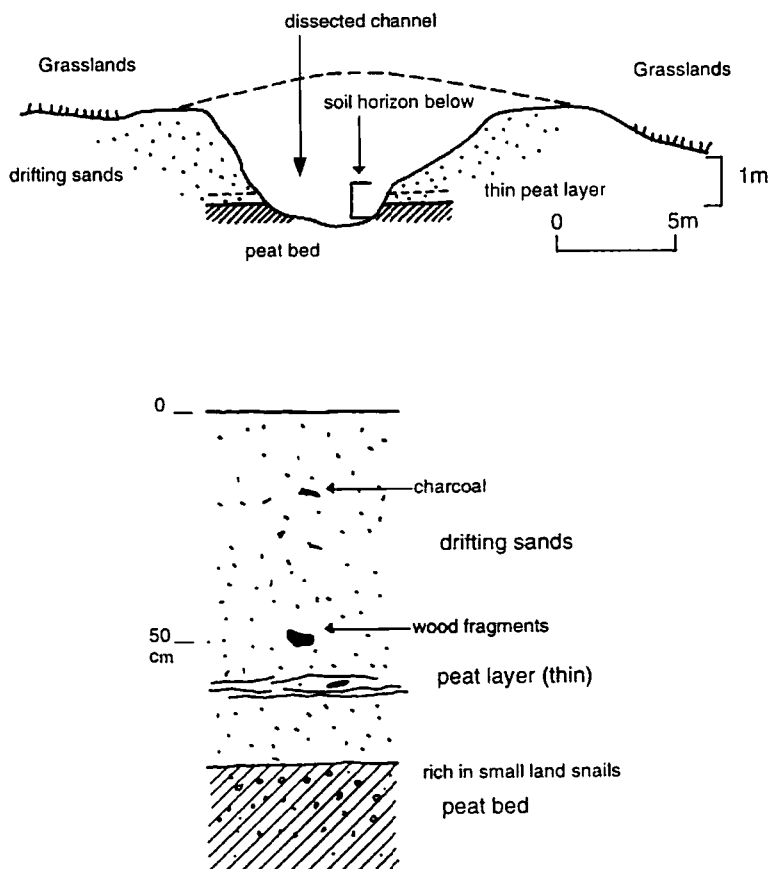 dissected channel
Grasslands
Grasslands
soil horizon below
drifting sands
thin peat layer
1m
0 5m
peat bed
0
charcoal
drifting sands
50
cm
wood fragments
peat layer (thin)
rich in small land snails
peat bed